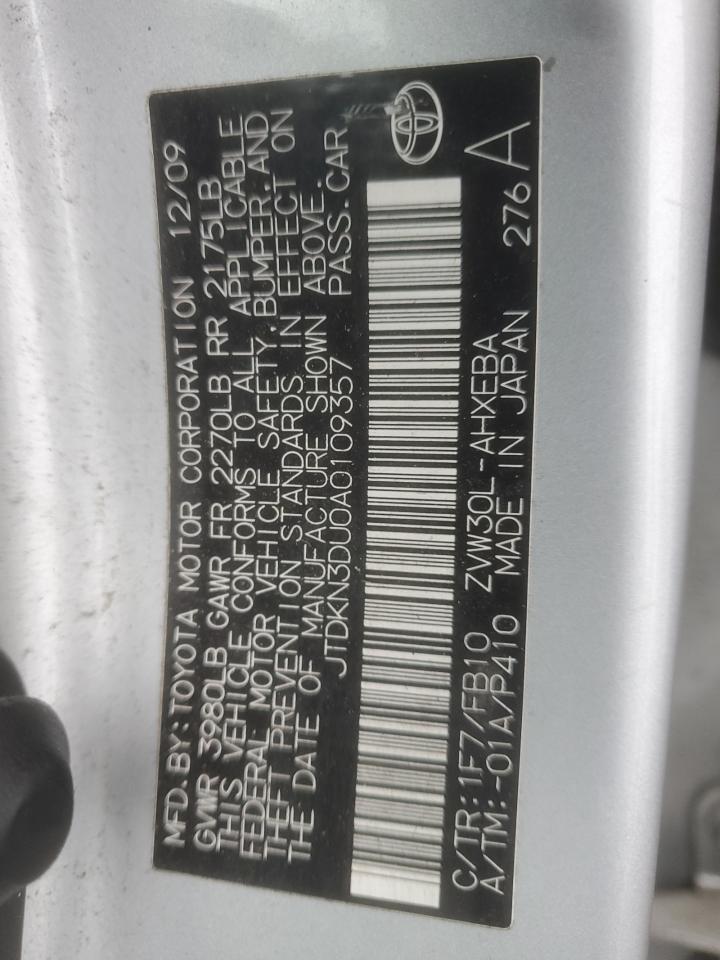 MFD.BY:TOYOTA MOTOR CORPORATION 12/09
GVWR 3980LB GAWR FR 2270LB RR 2175LB
THIS VEHICLE CONFORMS TO ALL APPLICABLE
FEDERAL MOTOR VEHICLE SAFETY,BUMPER AND
THEFT PREVENTION STANDARDS IN EFFECT ON
THE DATE OF MANUFACTURE SHOWN ABOVE.
JTDKN3DU0A0109357 PASS.CAR
C/TR:1F7/FB10 ZVW30L-AHXEBA
A/TM:-01A/P410 MADE IN JAPAN 276 A